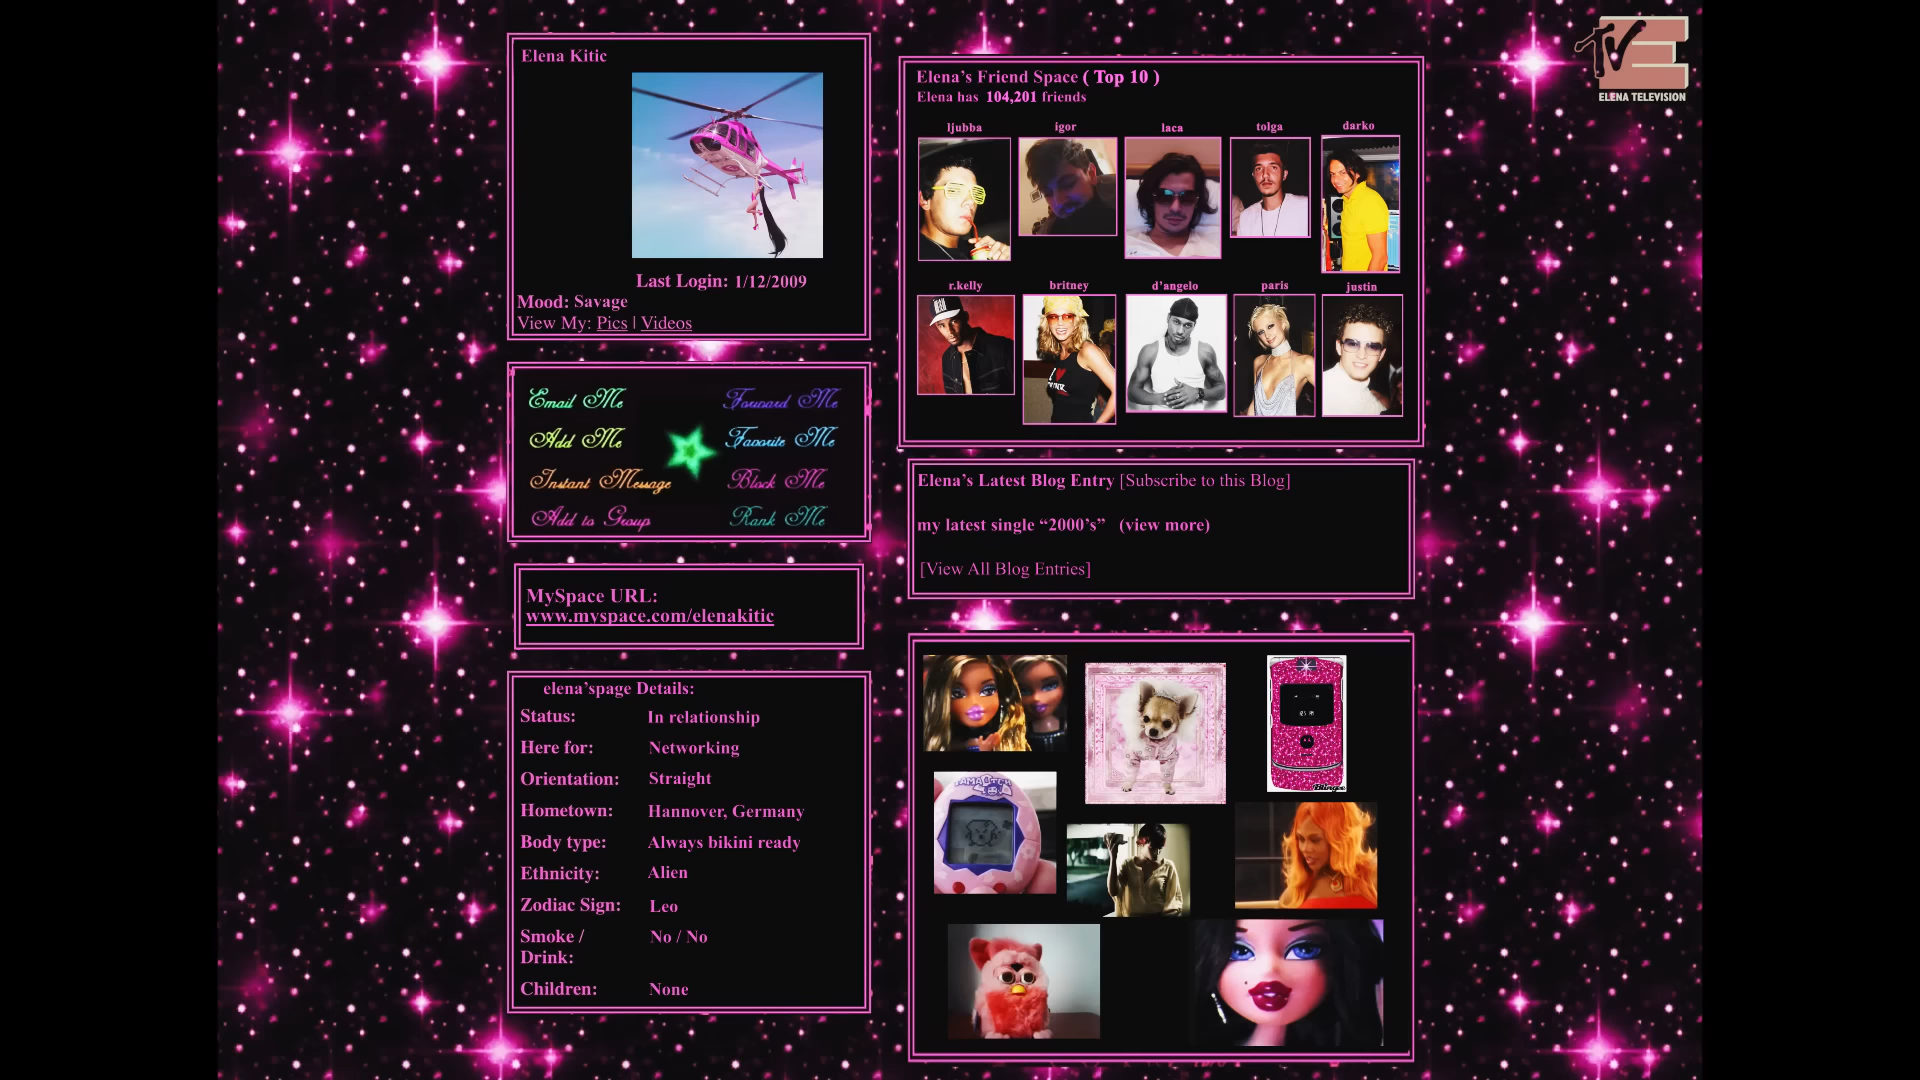 Elena Kitic
Last Login: 1/12/2009
Mood: Savage
View My: Pics | Videos
Email Me
Forward Me
Add Me
Favorite Me
Instant Message
Block Me
Add to Group
Rank Me
MySpace URL:
www.myspace.com/elenakitic
elena'spage Details:
Status: In relationship
Here for: Networking
Orientation: Straight
Hometown: Hannover, Germany
Body type: Always bikini ready
Ethnicity: Alien
Zodiac Sign: Leo
Smoke / No / No
Drink:
Children: None
TV E
ELENA TELEVISION
Elena's Friend Space ( Top 10 )
Elena has 104,201 friends
ljubba igor laca tolga darko
r.kelly britney d'angelo paris justin
Elena's Latest Blog Entry [Subscribe to this Blog]
my latest single “2000's” (view more)
[View All Blog Entries]
Blingee